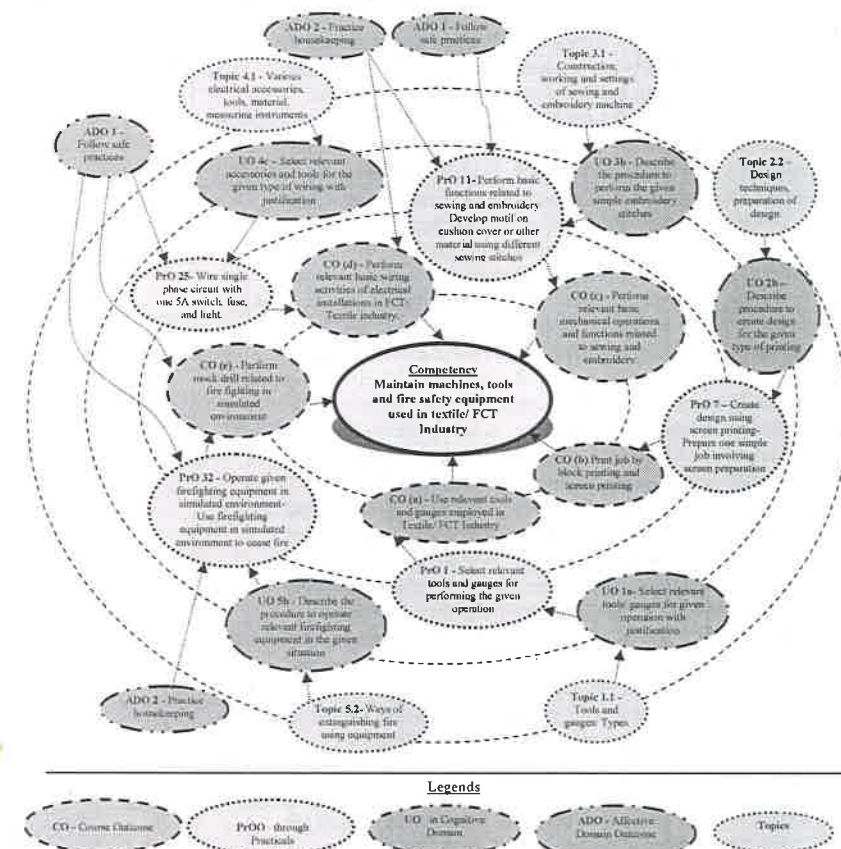 ADO 2 - Practice
housekeeping
ADO 1 - Follow
safe practices
Topic 3.1 -
Construction,
working and settings
of sewing and
embroidery machine
Topic 4.1 - Various
electrical accessories,
tools, material,
measuring instruments
ADO 1 -
Follow safe
practices
UO 4c - Select relevant
accessories and tools for the
given type of wiring with
justification
PrO 11- Perform basic
functions related to
sewing and embroidery
Develop motif on
cushion cover or other
material using different
sewing stitches
UO 3b - Describe
the procedure to
perform the given
simple embroidery
stitches
Topic 2.2 -
Design
techniques,
preparation of
design
PrO 25- Wire single
phase circuit with
one 5A switch, fuse,
and light.
CO (d) - Perform
relevant basic wiring
activities of electrical
installations in FCT-
Textile industry.
CO (c) - Perform
relevant basic
mechanical operations
and functions related
to sewing and
embroidery
UO 2b -
Describe
procedure to
create design
for the given
type of printing
CO (e) - Perform
mock drill related to
fire fighting in
simulated
environment
Competency
Maintain machines, tools
and fire safety equipment
used in textile/ FCT
Industry
PrO 7 - Create
design using
screen printing-
Prepare one simple
job involving
screen preparation
CO (b) Print job by
block printing and
screen printing
PrO 32 - Operate given
firefighting equipment in
simulated environment-
Use firefighting
equipment in simulated
environment to cease fire
CO (a) - Use relevant tools
and gauges employed in
Textile/ FCT Industry
PrO 1 - Select relevant
tools and gauges for
performing the given
operation
UO 5b - Describe the
procedure to operate
relevant firefighting
equipment in the given
situation
UO 1a- Select relevant
tools/ gauges for given
operation with
justification
ADO 2 - Practice
housekeeping
Topic 5.2- Ways of
extinguishing fire
using equipment
Topic 1.1 -
Tools and
gauges: Types
Legends
CO - Course Outcome
PrOO - through
Practicals
UO - in Cognitive
Domain
ADO - Affective
Domain Outcome
Topics